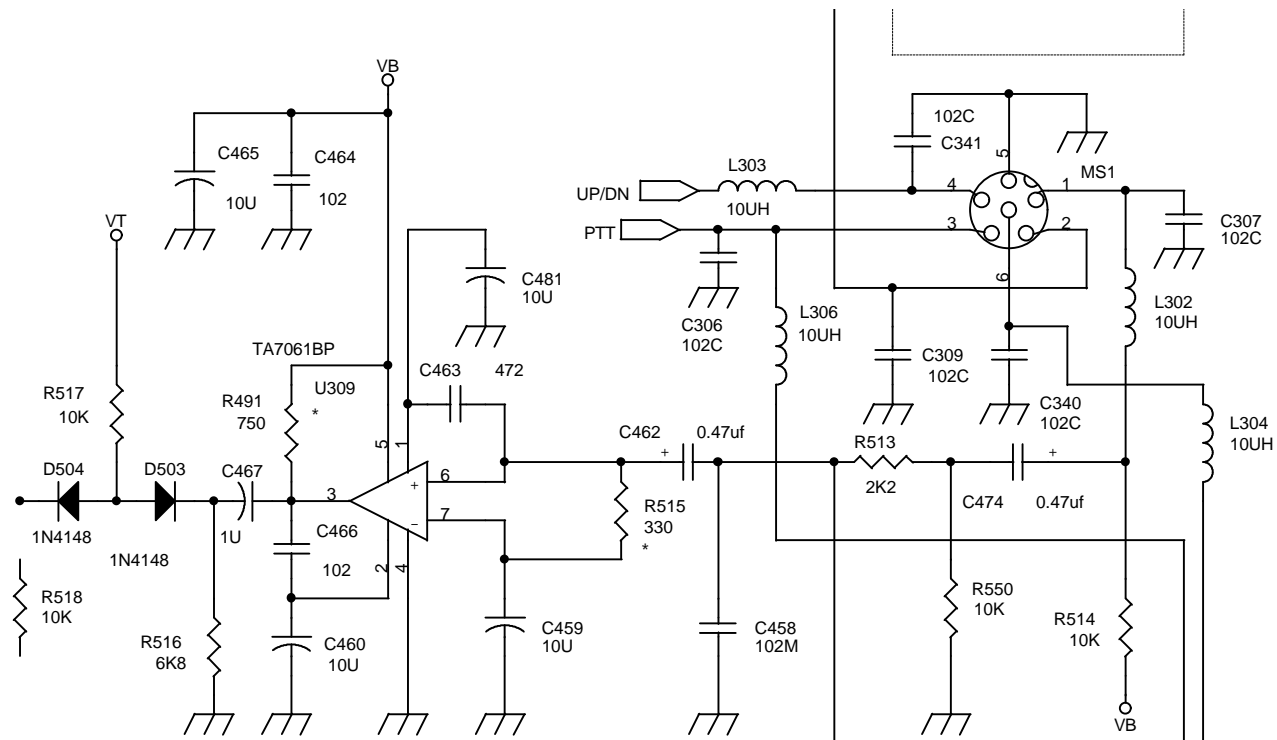 VB
102C
C341
5
MS1
C465
10U
C464
102
L303
10UH
UP/DN
4
1
C307
102C
VT
PTT
3
2
C481
10U
6
L302
10UH
C306
102C
L306
10UH
C309
102C
C340
102C
TA7061BP
U309
C463
472
R517
10K
R491
750
*
5
1
L304
10UH
C462
+
0.47uf
R513
2K2
C474
+
0.47uf
D504
1N4148
D503
1N4148
C467
1U
3
+
−
6
7
R515
330
*
C466
102
2
4
R518
10K
R516
6K8
C460
10U
C459
10U
C458
102M
R550
10K
R514
10K
VB